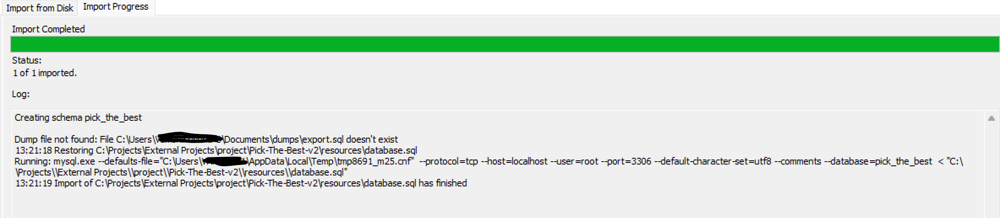 Import from Disk
Import Progress
Import Completed
Status:
1 of 1 imported.
Log:
Creating schema pick_the_best
Dump file not found: File C:\Users\\Documents\dumps\export.sql doesn't exist
13:21:18 Restoring C:\Projects\External Projects\project\Pick-The-Best-v2\resources\database.sql
Running: mysql.exe --defaults-file="C:\Users\\AppData\Local\Temp\tmp8691_m25.cnf"  --protocol=tcp --host=localhost --user=root --port=3306 --default-character-set=utf8 --comments --database=pick_the_best  < "C:\
\Projects\\External Projects\\project\\Pick-The-Best-v2\\resources\\database.sql"
13:21:19 Import of C:\Projects\External Projects\project\Pick-The-Best-v2\resources\database.sql has finished